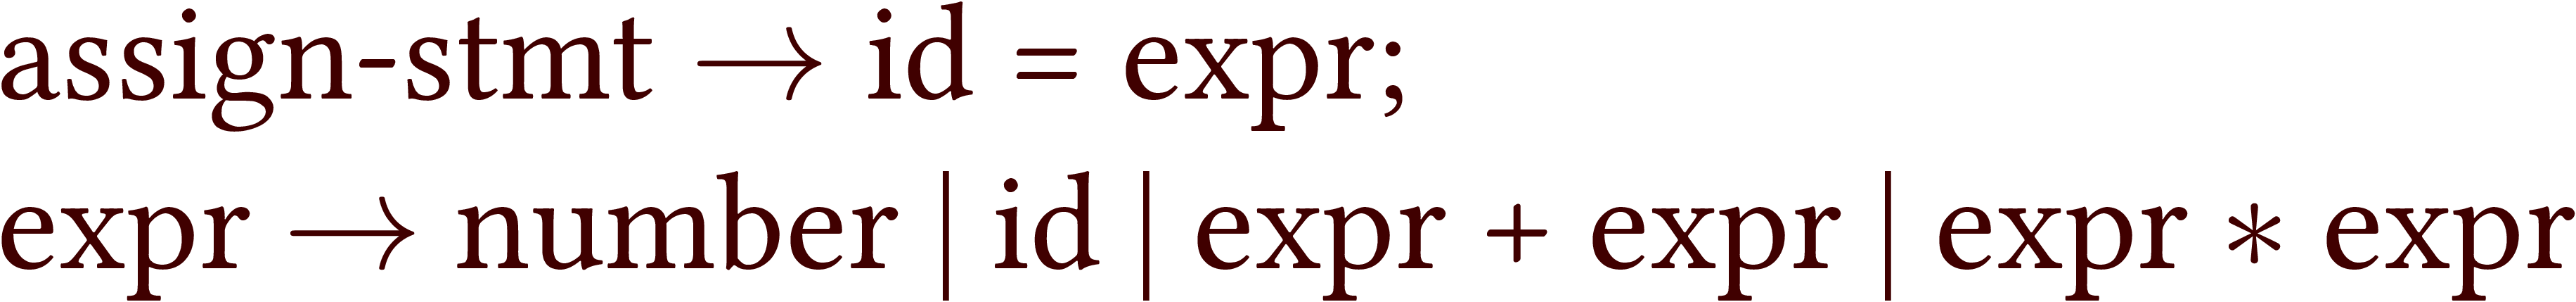 assign-stmt → id = expr;
expr → number | id | expr + expr | expr * expr